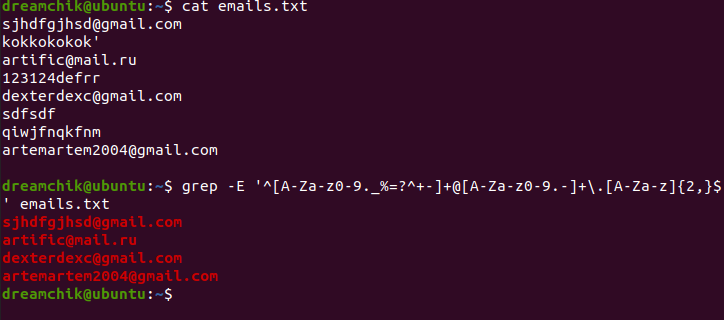 dreamchik@ubuntu:~$ cat emails.txt
sjhdfgjhsd@gmail.com
kokkokokok'
artific@mail.ru
123124defrr
dexterdexc@gmail.com
sdfsdf
qiwjfnqkfnm
artemartem2004@gmail.com
dreamchik@ubuntu:~$ grep -E '^[A-Za-z0-9._%=?^+-]+@[A-Za-z0-9.-]+\.[A-Za-z]{2,}$
' emails.txt
sjhdfgjhsd@gmail.com
artific@mail.ru
dexterdexc@gmail.com
artemartem2004@gmail.com
dreamchik@ubuntu:~$